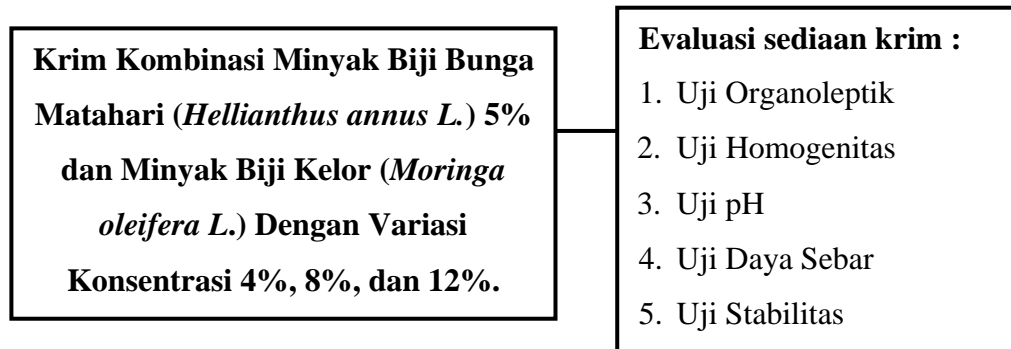 Krim Kombinasi Minyak Biji Bunga
Matahari (Hellianthus annus L.) 5%
dan Minyak Biji Kelor (Moringa
oleifera L.) Dengan Variasi
Konsentrasi 4%, 8%, dan 12%.
Evaluasi sediaan krim :
1. Uji Organoleptik
2. Uji Homogenitas
3. Uji pH
4. Uji Daya Sebar
5. Uji Stabilitas